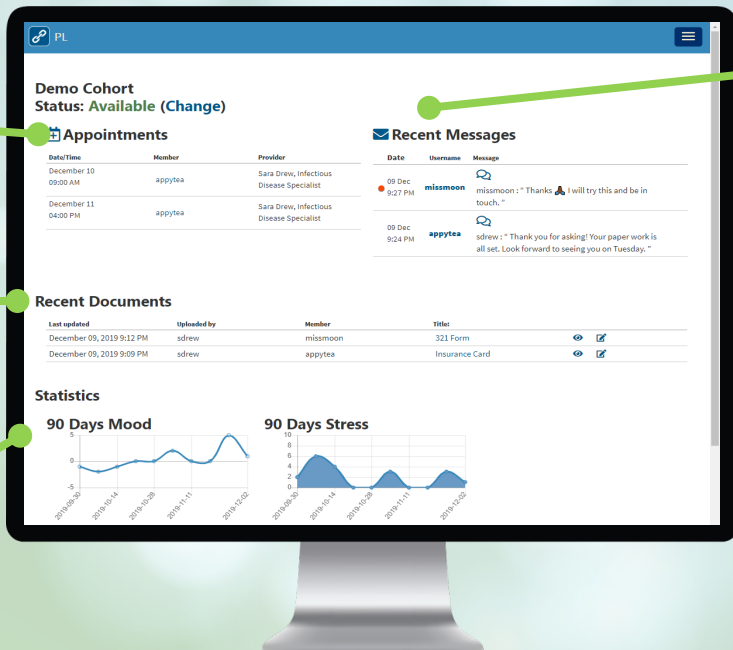 PL
Demo Cohort
Status: Available (Change)
Appointments
Date/Time Member Provider
December 10
09:00 AM
appytea
Sara Drew, Infectious
Disease Specialist
December 11
04:00 PM
appytea
Sara Drew, Infectious
Disease Specialist
Recent Messages
Date Username Message
09 Dec
9:27 PM
missmoon
missmoon : " Thanks 👍🏾 I will try this and be in
touch. "
09 Dec
9:24 PM
appytea
sdrew : " Thank you for asking! Your paper work is
all set. Look forward to seeing you on Tuesday. "
Recent Documents
Last updated Uploaded by Member Title:
December 09, 2019 9:12 PM sdrew missmoon 321 Form
December 09, 2019 9:09 PM sdrew appytea Insurance Card
Statistics
90 Days Mood
5
0
-5
2019-09-30 2019-10-14 2019-10-28 2019-11-11 2019-12-02
90 Days Stress
10
8
6
4
2
0
2019-09-30 2019-10-14 2019-10-28 2019-11-11 2019-12-02